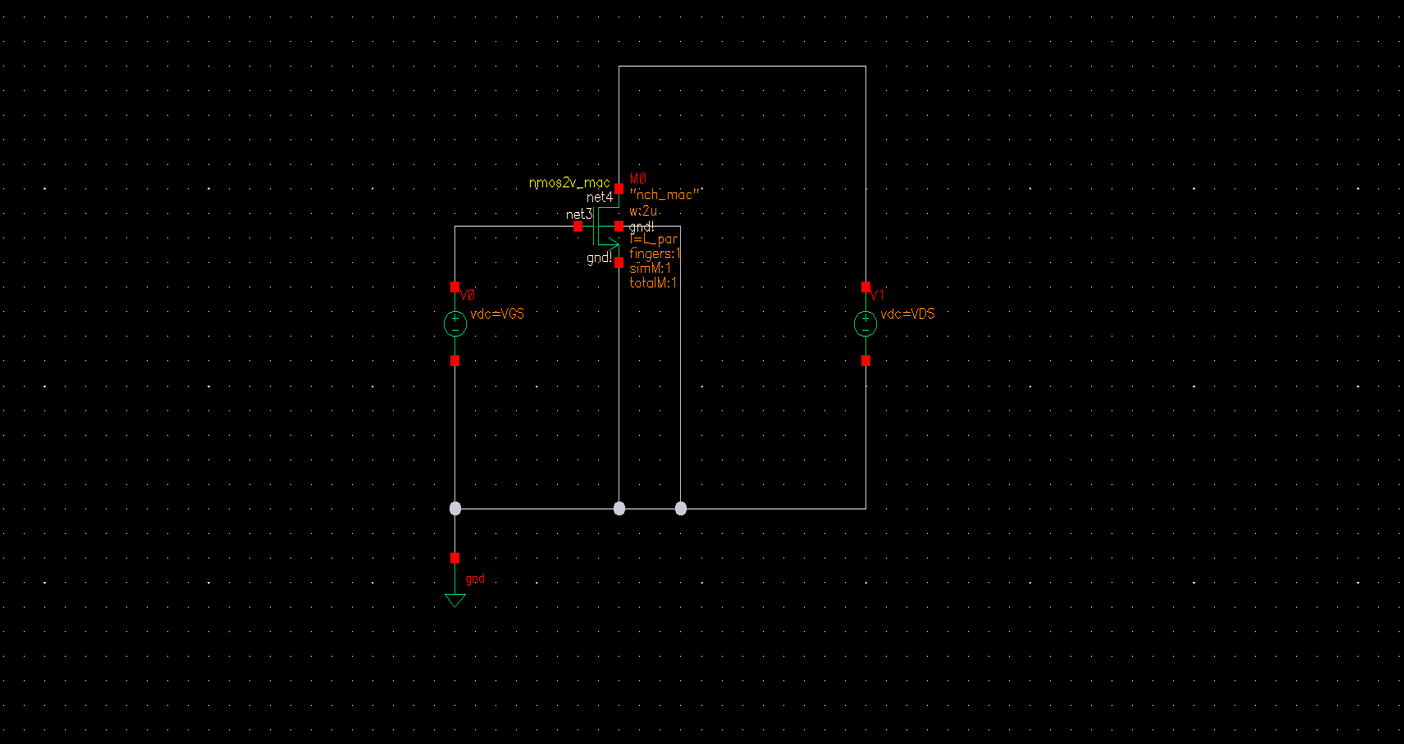 nmos2v_mac
M0
net4
"nch_mac"
w:2u
net3
gnd!
l=L_par
gnd!
fingers:1
simM:1
totalM:1
V0
vdc=VGS
V1
vdc=VDS
gnd